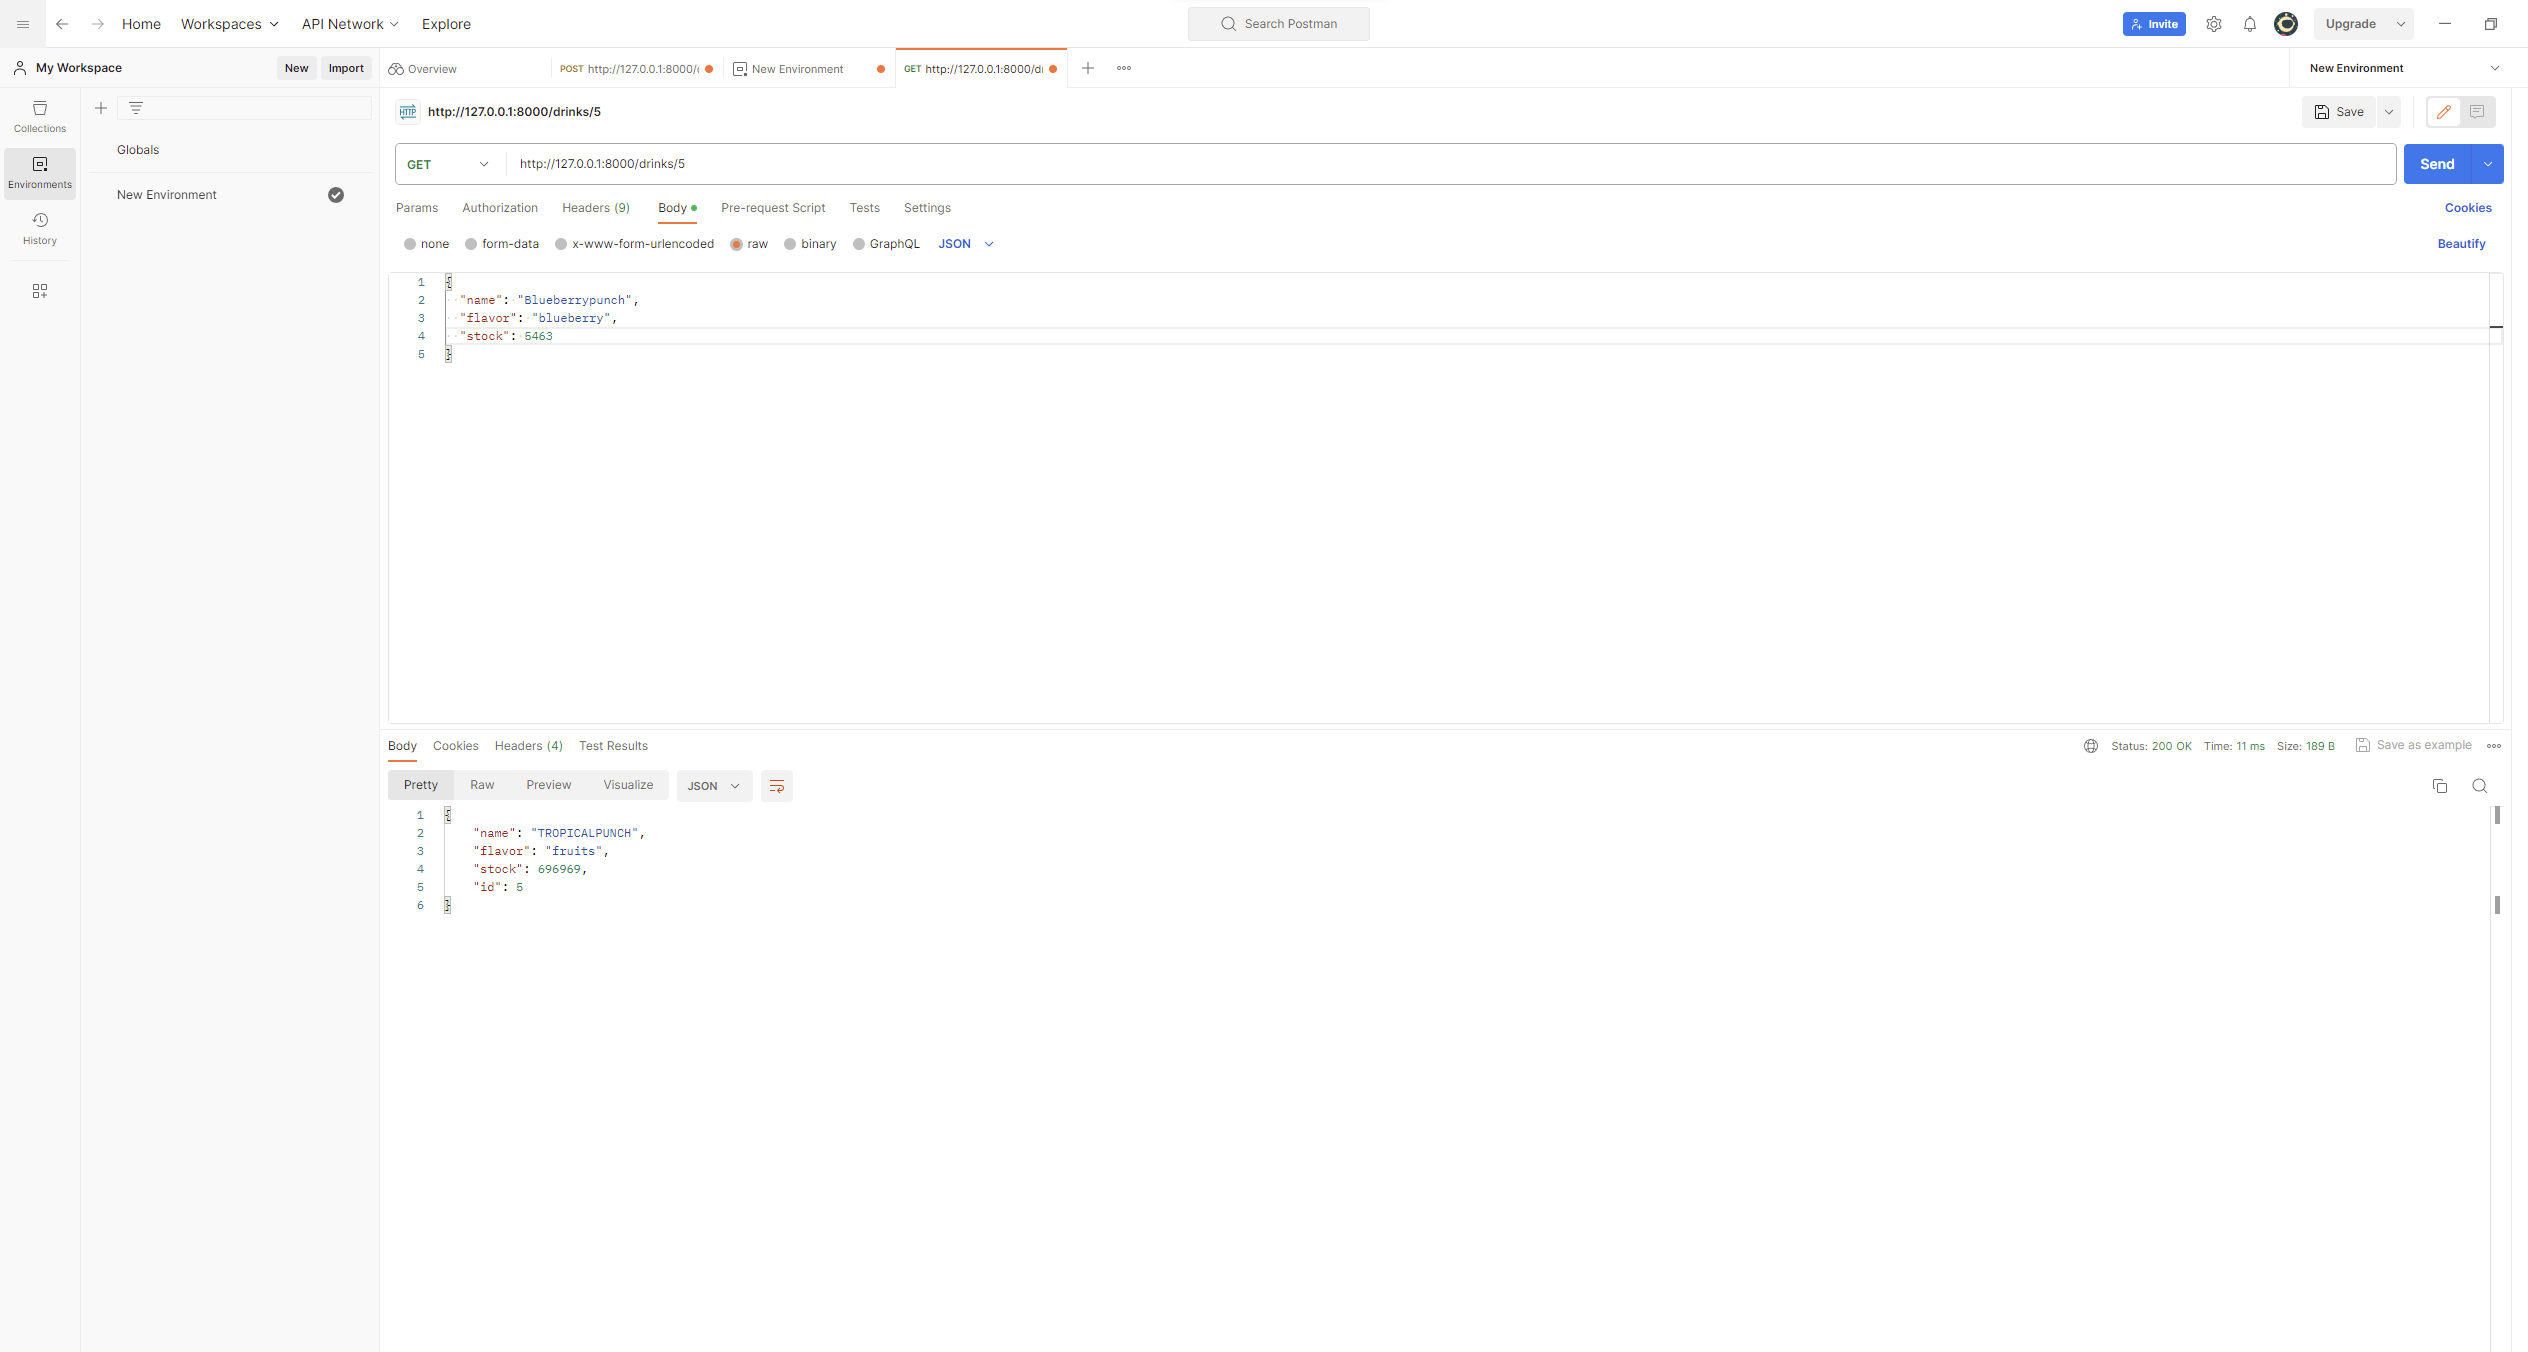 Home Workspaces API Network Explore Search Postman Invite Upgrade
My Workspace New Import Overview POST http://127.0.0.1:8000/ New Environment GET http://127.0.0.1:8000/d New Environment
Collections
Environments
History
Globals
New Environment
HTTP http://127.0.0.1:8000/drinks/5 Save
GET http://127.0.0.1:8000/drinks/5 Send
Params Authorization Headers (9) Body Pre-request Script Tests Settings Cookies
none form-data x-www-form-urlencoded raw binary GraphQL JSON Beautify
1 {
2 "name": "Blueberrypunch",
3 "flavor": "blueberry",
4 "stock": 5463
5 }
Body Cookies Headers (4) Test Results Status: 200 OK Time: 11 ms Size: 189 B Save as example
Pretty Raw Preview Visualize JSON
1 {
2 "name": "TROPICALPUNCH",
3 "flavor": "fruits",
4 "stock": 696969,
5 "id": 5
6 }